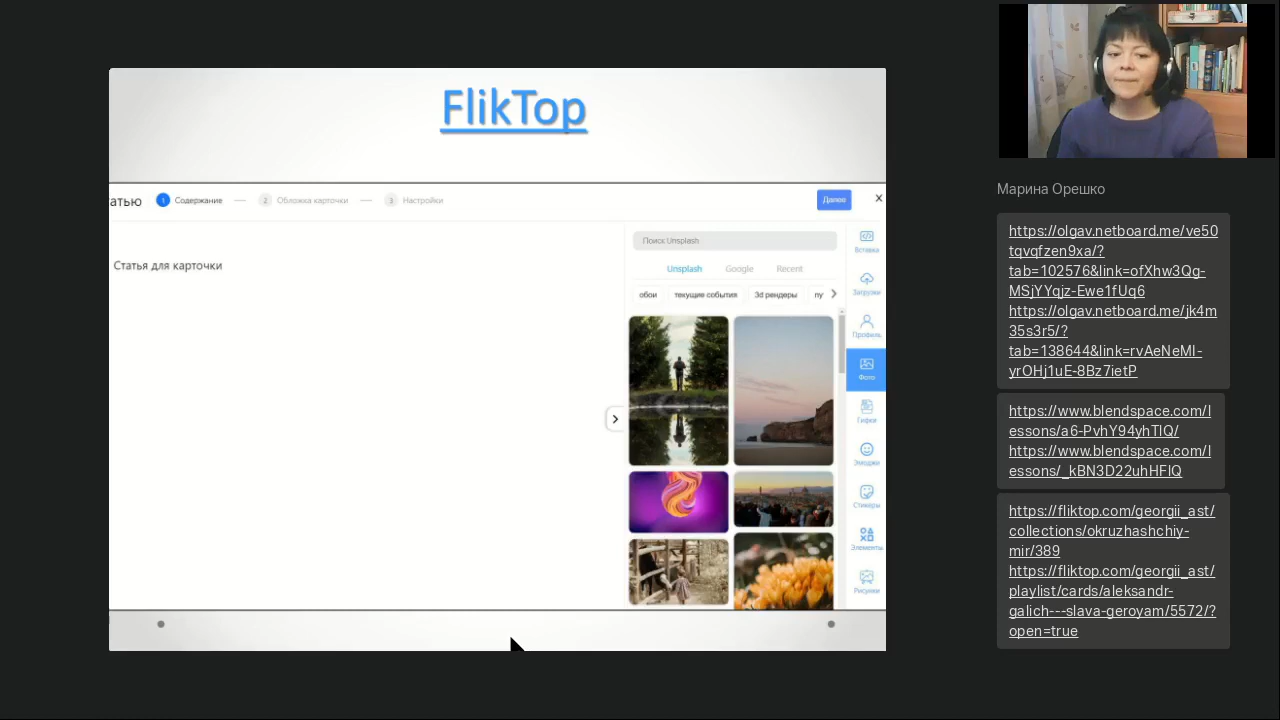 FlikTop
атью
1
Содержание
2
Обложка карточки
3
Настройки
Далее
X
Статья для карточки
Поиск Unsplash
Unsplash
Google
Recent
обои
текущие события
3d рендеры
пу
Вставка
Загрузки
Профиль
Фото
Гифки
Эмоджи
Стикеры
Элементы
Рисунки
Марина Орешко
https://olgav.netboard.me/ve50
tqvqfzen9xa/?
tab=102576&link=ofXhw3Qg-
MSjYYqjz-Ewe1fUq6
https://olgav.netboard.me/jk4m
35s3r5/?
tab=138644&link=rvAeNeMI-
yrOHj1uE-8Bz7ietP
https://www.blendspace.com/l
essons/a6-PvhY94yhTlQ/
https://www.blendspace.com/l
essons/_kBN3D22uhHFlQ
https://fliktop.com/georgii_ast/
collections/okruzhashchiy-
mir/389
https://fliktop.com/georgii_ast/
playlist/cards/aleksandr-
galich---slava-geroyam/5572/?
open=true